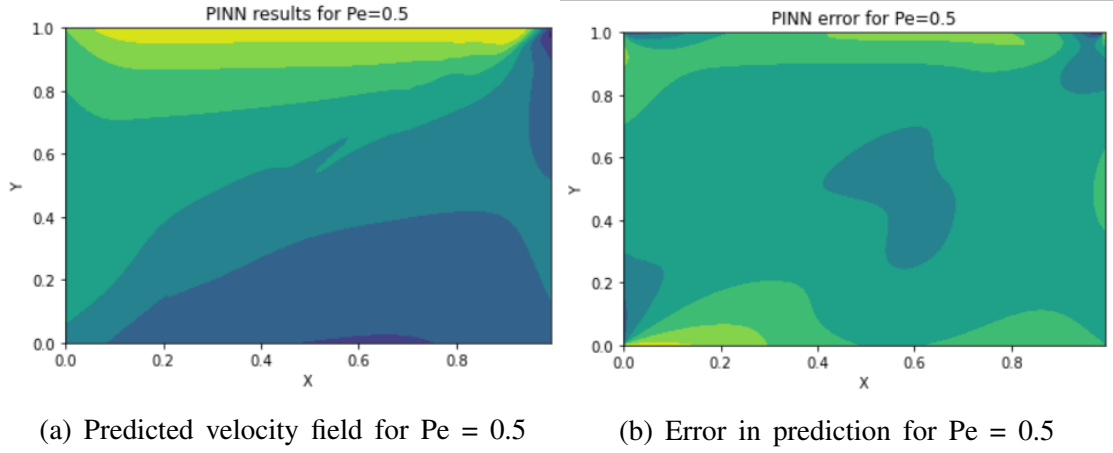 PINN results for Pe=0.5
1.0
0.8
0.6
0.4
0.2
0.0
Y
0.0 0.2 0.4 0.6 0.8
X
(a) Predicted velocity field for Pe = 0.5
PINN error for Pe=0.5
1.0
0.8
0.6
0.4
0.2
0.0
Y
0.0 0.2 0.4 0.6 0.8
X
(b) Error in prediction for Pe = 0.5